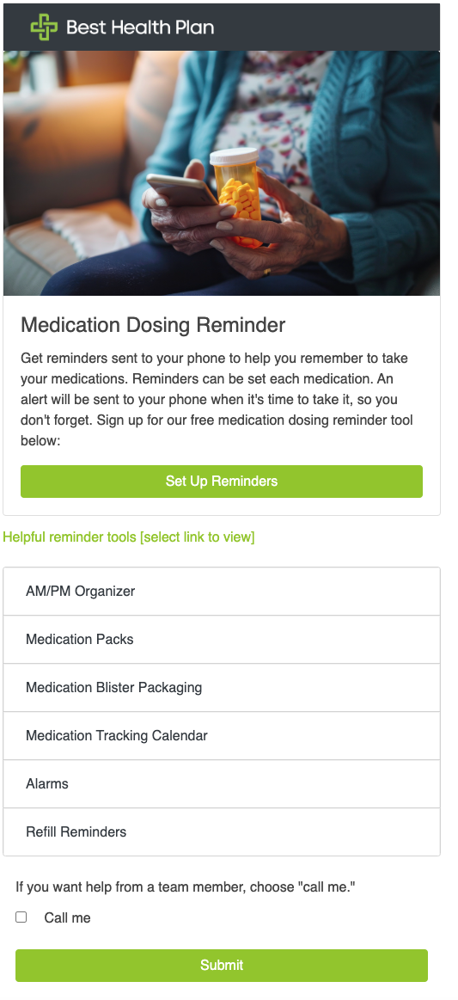 Best Health Plan
Medication Dosing Reminder
Get reminders sent to your phone to help you remember to take
your medications. Reminders can be set each medication. An
alert will be sent to your phone when it's time to take it, so you
don't forget. Sign up for our free medication dosing reminder tool
below:
Set Up Reminders
Helpful reminder tools [select link to view]
AM/PM Organizer
Medication Packs
Medication Blister Packaging
Medication Tracking Calendar
Alarms
Refill Reminders
If you want help from a team member, choose "call me."
Call me
Submit